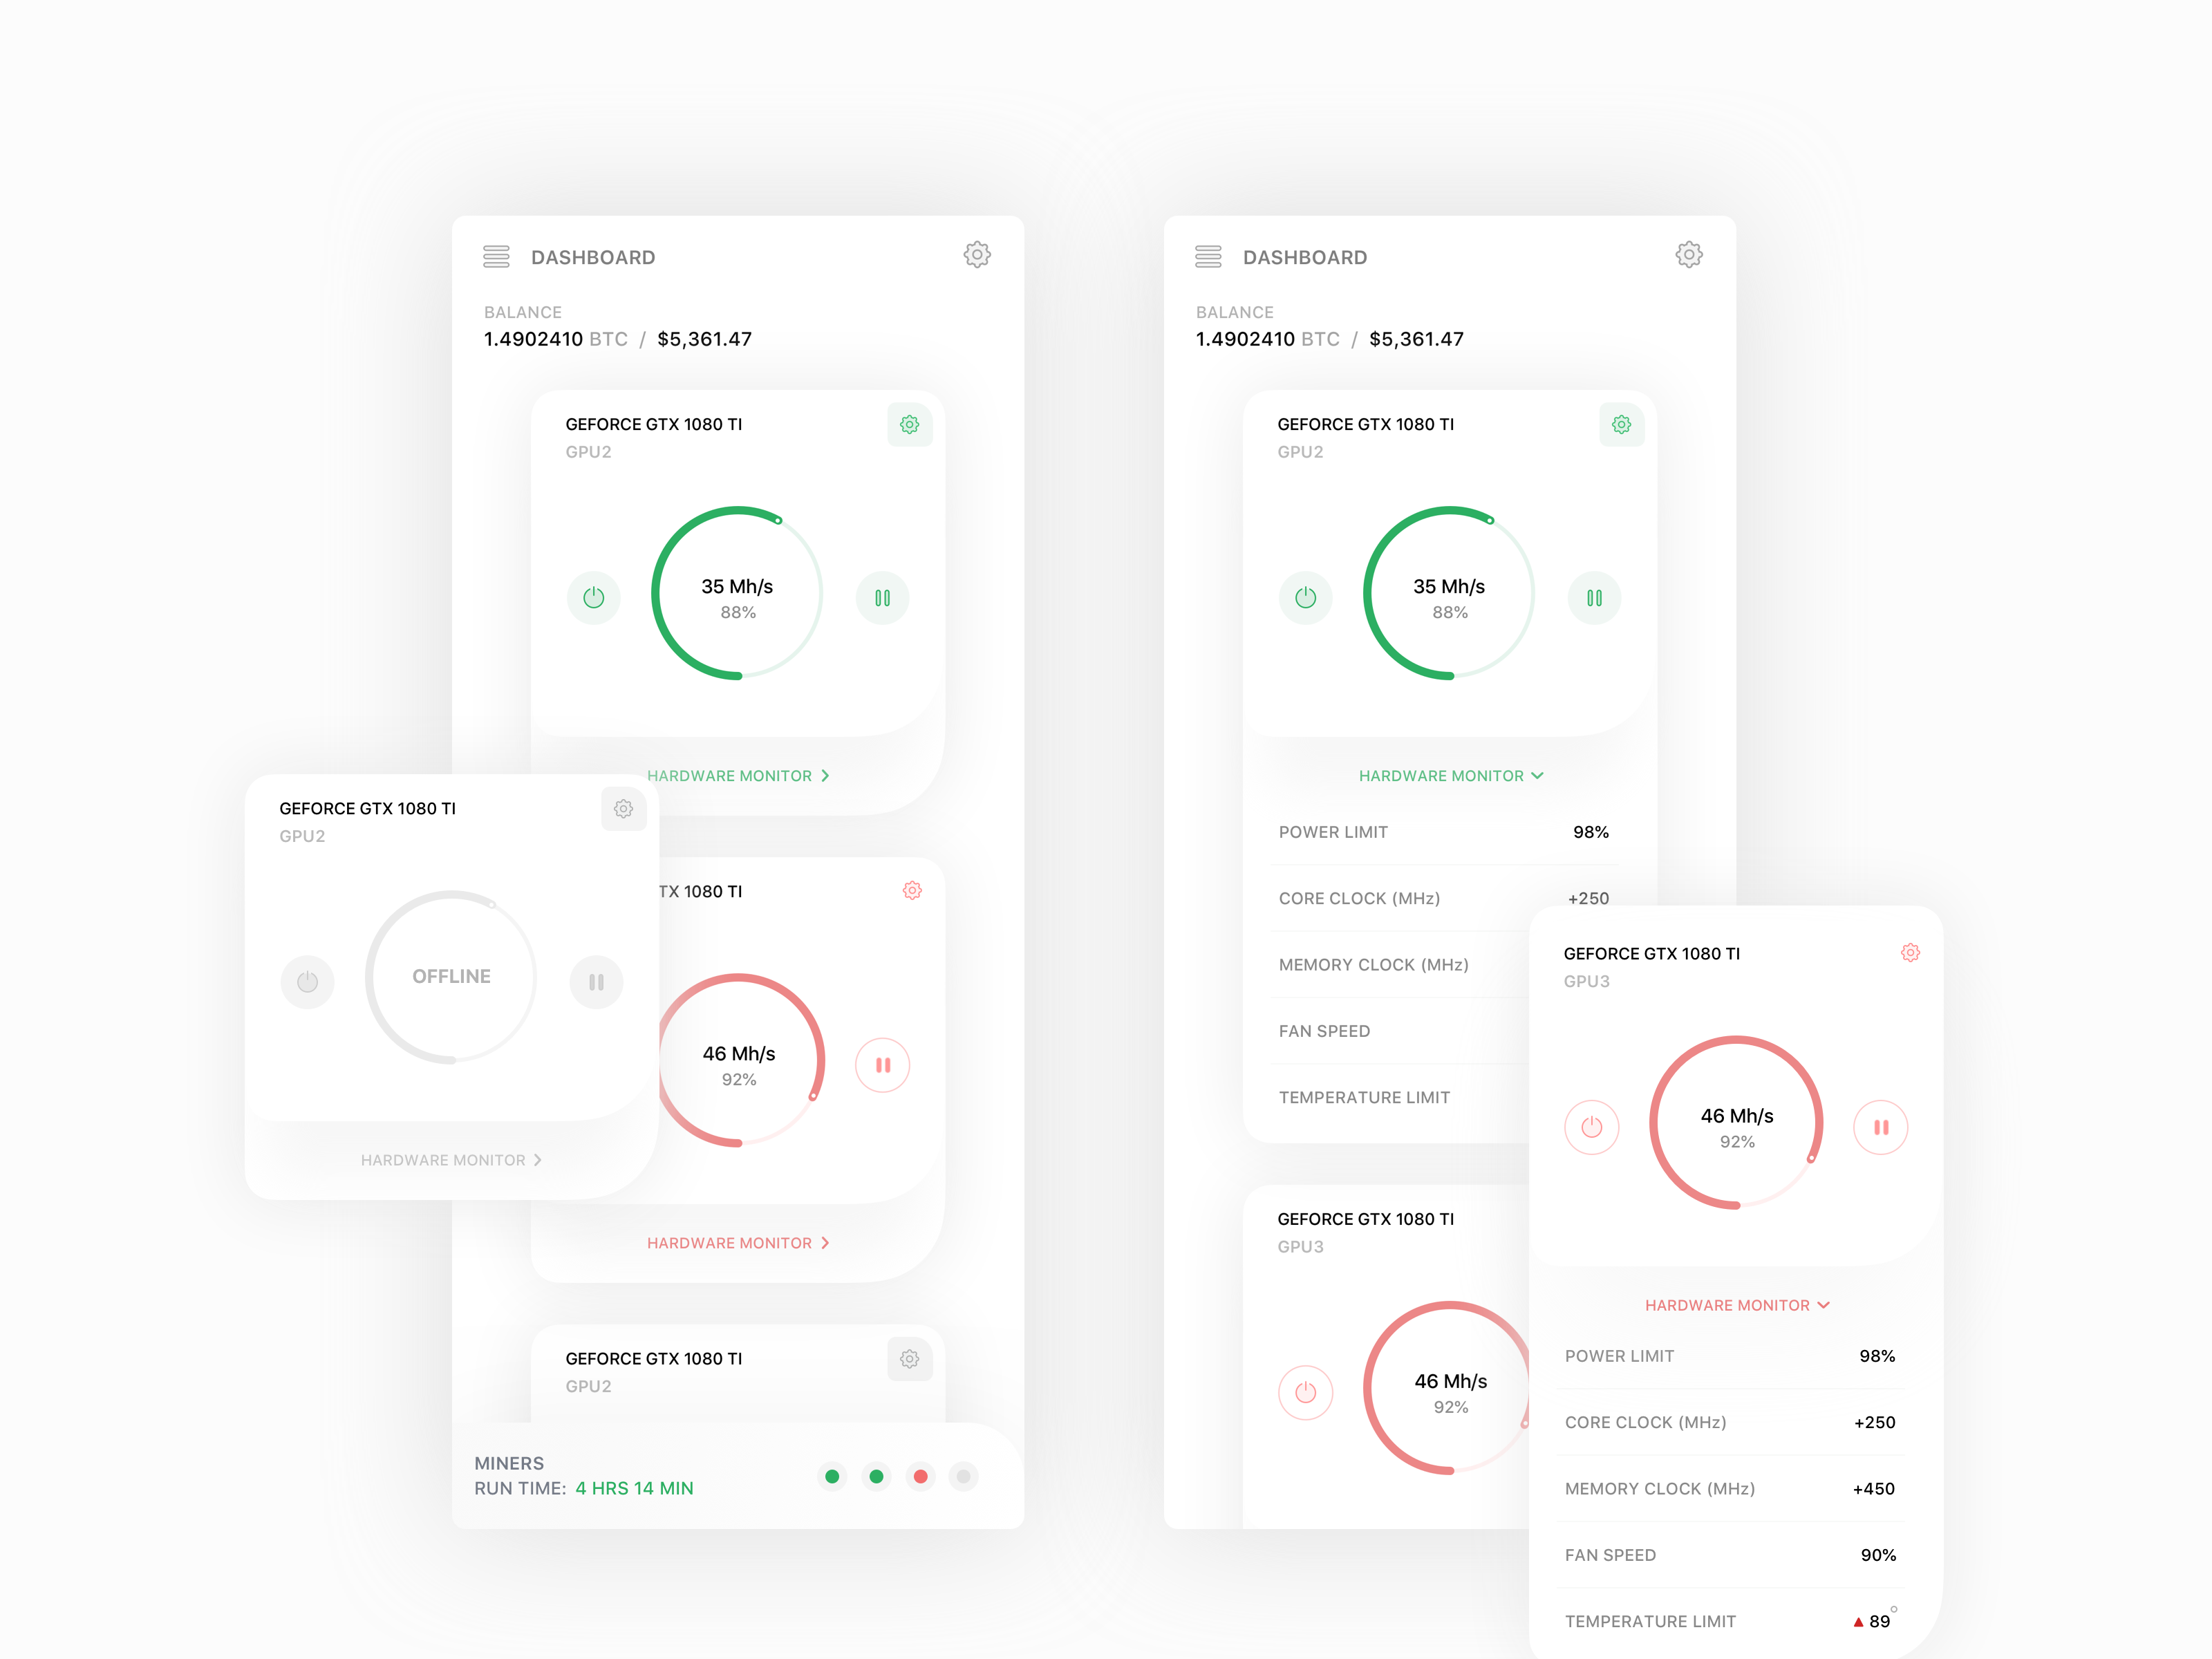 DASHBOARD
BALANCE
1.4902410 BTC / $5,361.47
GEFORCE GTX 1080 TI
GPU2
35 Mh/s
88%
HARDWARE MONITOR
GEFORCE GTX 1080 TI
GPU2
OFFLINE
HARDWARE MONITOR
TX 1080 TI
46 Mh/s
92%
HARDWARE MONITOR
GEFORCE GTX 1080 TI
GPU2
MINERS
RUN TIME: 4 HRS 14 MIN
DASHBOARD
BALANCE
1.4902410 BTC / $5,361.47
GEFORCE GTX 1080 TI
GPU2
35 Mh/s
88%
HARDWARE MONITOR
POWER LIMIT 98%
CORE CLOCK (MHz) +250
MEMORY CLOCK (MHz)
FAN SPEED
TEMPERATURE LIMIT
GEFORCE GTX 1080 TI
GPU3
46 Mh/s
92%
GEFORCE GTX 1080 TI
GPU3
46 Mh/s
92%
HARDWARE MONITOR
POWER LIMIT 98%
CORE CLOCK (MHz) +250
MEMORY CLOCK (MHz) +450
FAN SPEED 90%
TEMPERATURE LIMIT ▲ 89°